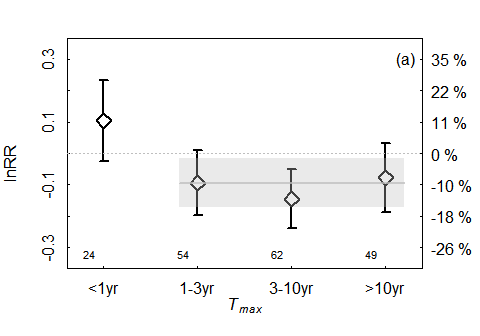 (a)
lnRR
0.3
0.1
-0.1
-0.3
35 %
22 %
11 %
0 %
-10 %
-18 %
-26 %
24 54 62 49
<1yr 1-3yr 3-10yr >10yr
Tmax